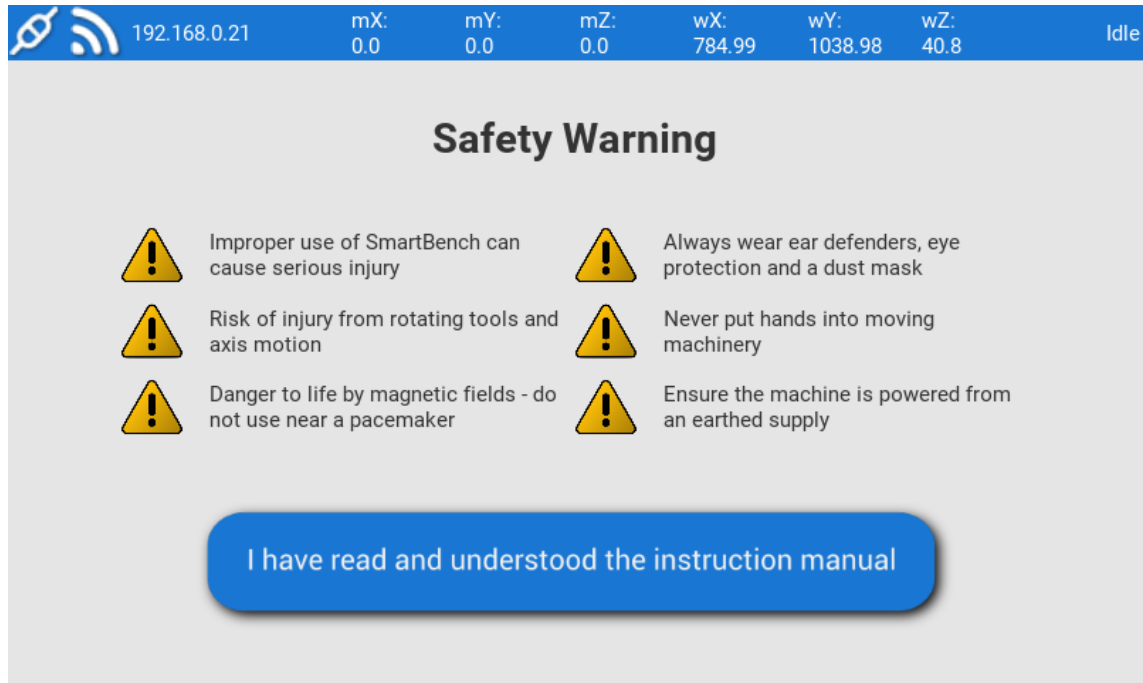 192.168.0.21
mX:
0.0
mY:
0.0
mZ:
0.0
wX:
784.99
wY:
1038.98
wZ:
40.8
Idle
Safety Warning
Improper use of SmartBench can
cause serious injury
Always wear ear defenders, eye
protection and a dust mask
Risk of injury from rotating tools and
axis motion
Never put hands into moving
machinery
Danger to life by magnetic fields - do
not use near a pacemaker
Ensure the machine is powered from
an earthed supply
I have read and understood the instruction manual